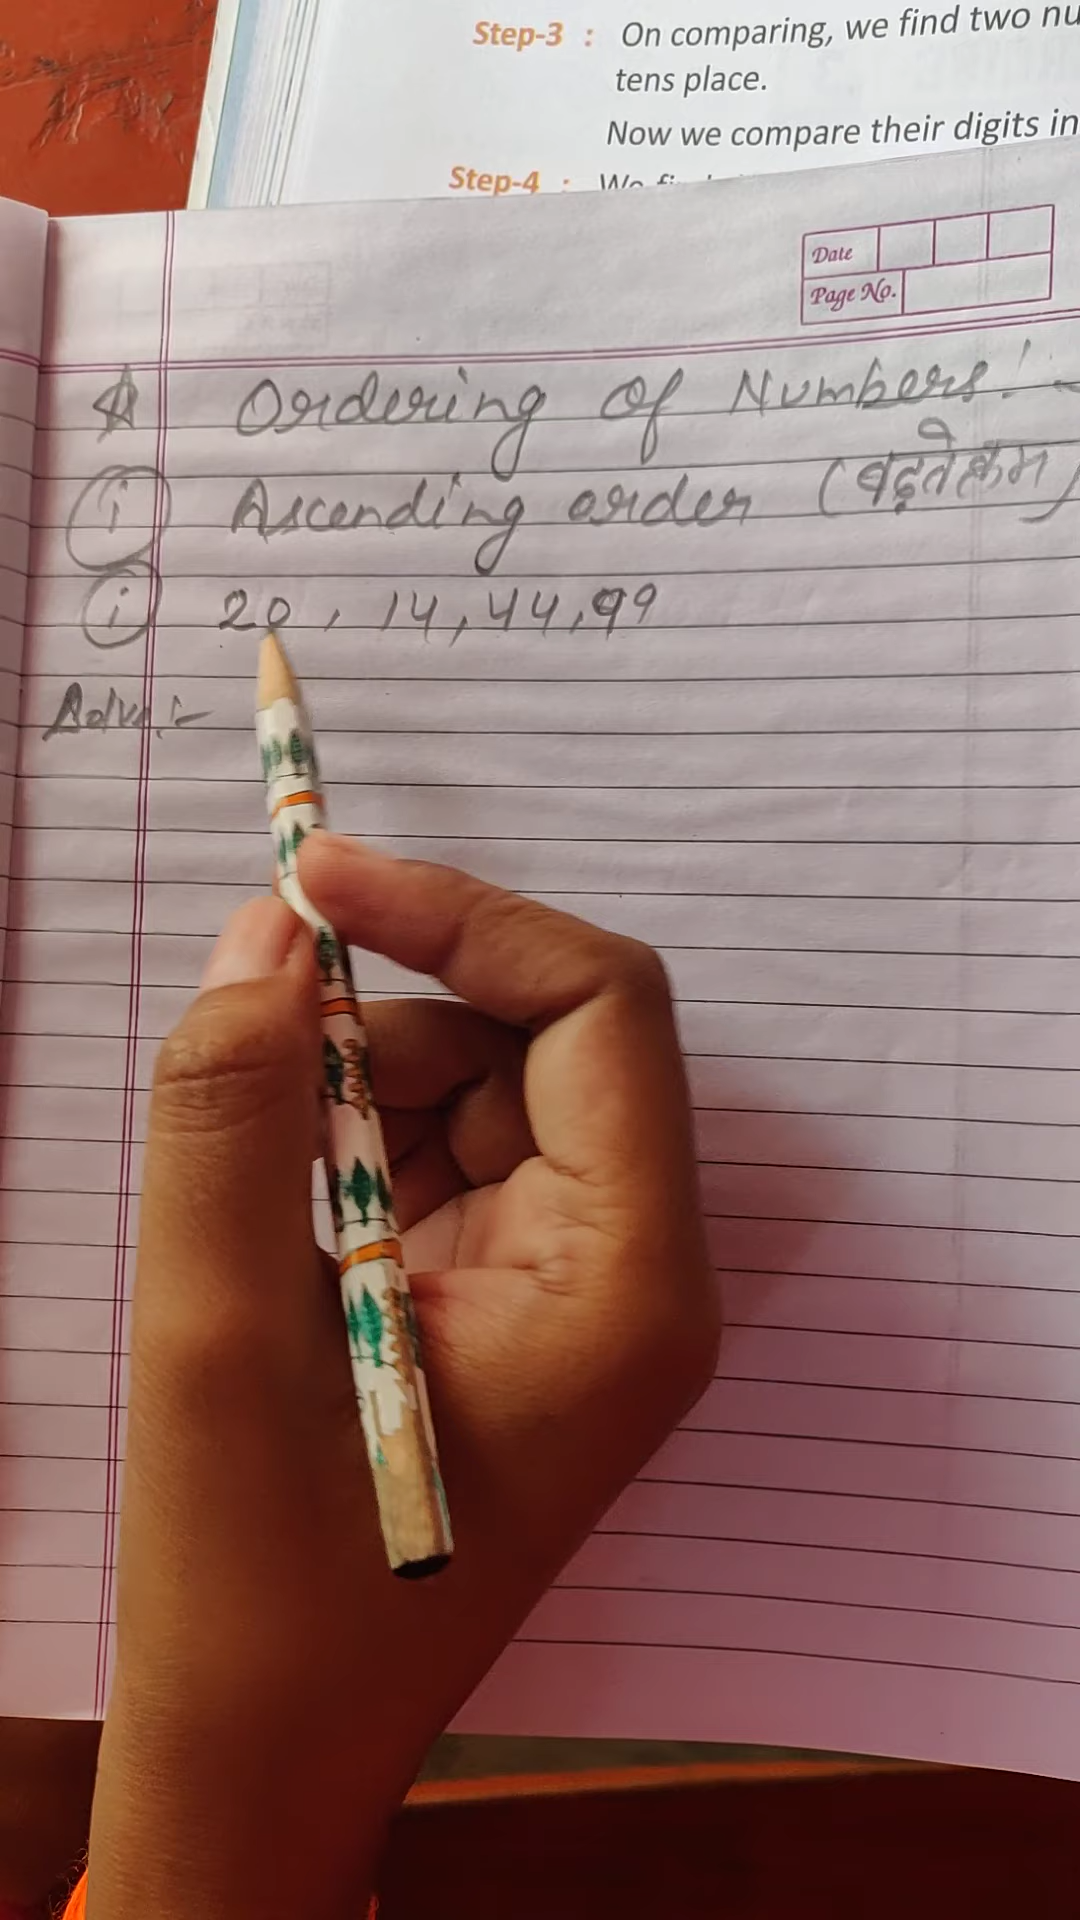 Step-3 : On comparing, we find two nu
tens place.
Now we compare their digits in
Step-4 :
Date
Page No.
Ordering of Numbers:-
(i) Ascending order (बढ़ते क्रम)
(i) 20, 14, 44, 99
Solve:-